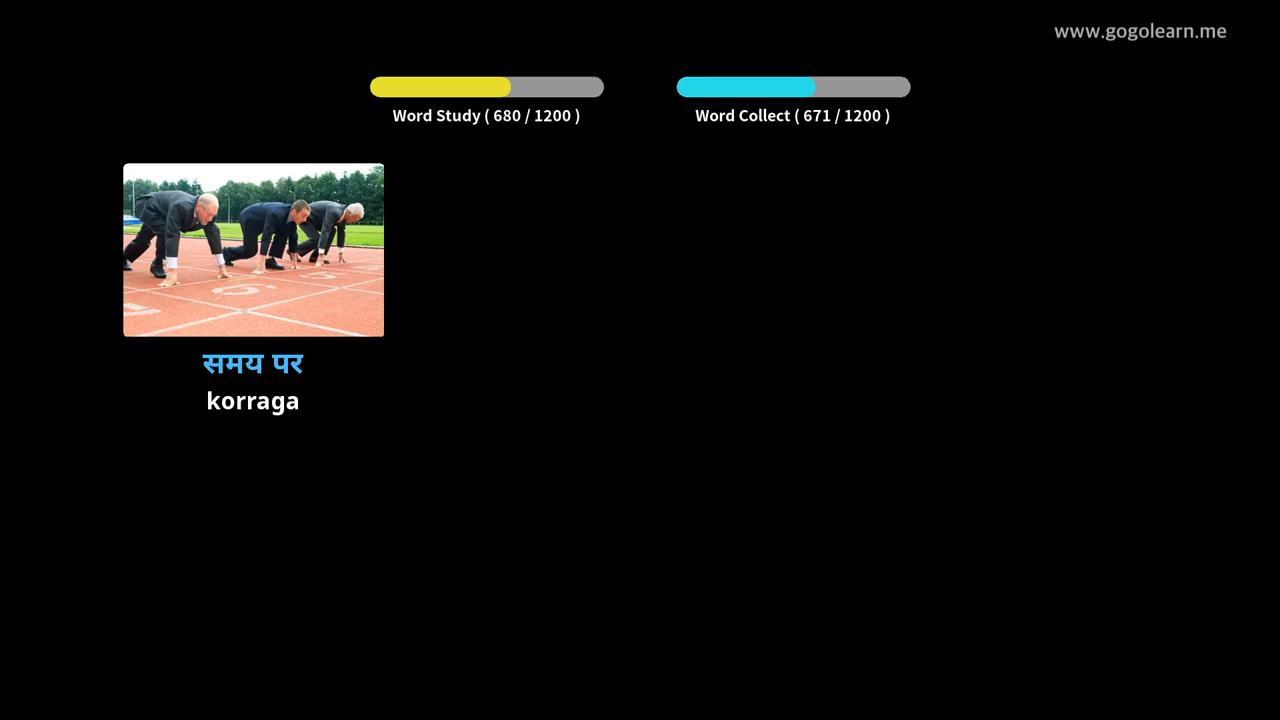 www.gogolearn.me
Word Study ( 680 / 1200 )
Word Collect ( 671 / 1200 )
समय पर
korraga